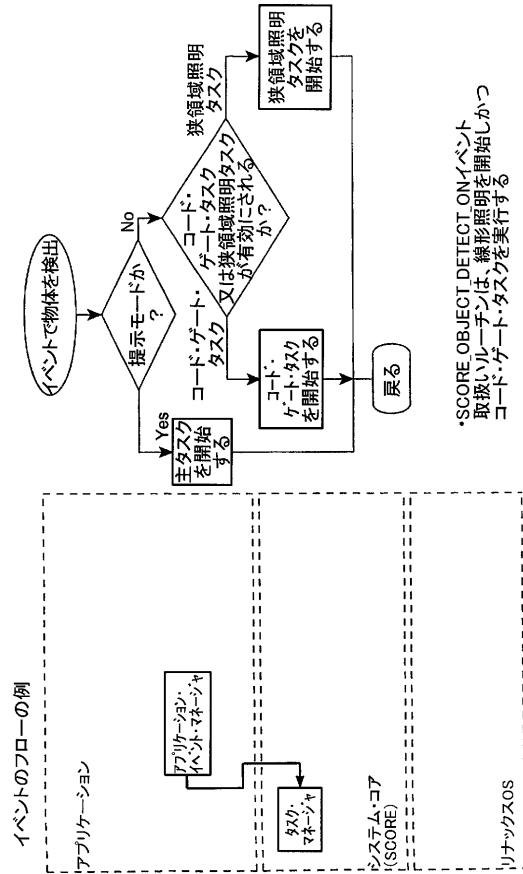 イベントのフローの例
アプリケーション
アプリケーション・
イベント・マネージャ
タスク・
マネージャ
システム・コア
(SCORE)
リナックスOS
イベントで物体を検出
提示モードか
?
Yes
No
主タスク
を開始
する
コード・
ゲート・タスク
又は狭領域照明タスク
が有効にされる
か?
コード・ゲート・
タスク
狭領域照明
タスク
コード・
ゲート・タスク
を開始する
狭領域照明
タスクを
開始する
戻る
・SCORE_OBJECT_DETECT_ONイベント
取扱いルーチンは、線形照明を開始しかつ
コード・ゲート・タスクを実行する